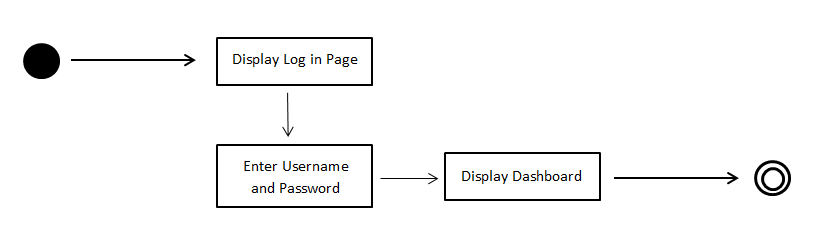 Display Log in Page
Enter Username
and Password
Display Dashboard